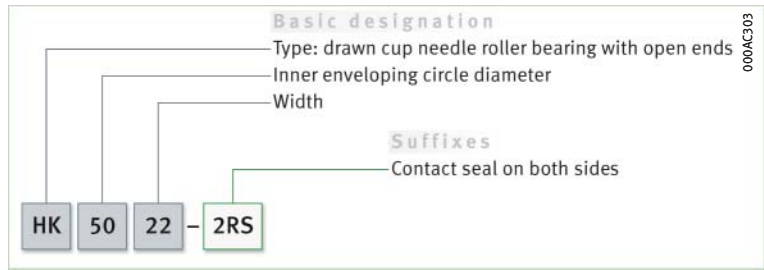 Basic designation
Type: drawn cup needle roller bearing with open ends
Inner enveloping circle diameter
Width
Suffixes
Contact seal on both sides
HK 50 22 – 2RS
000AC303